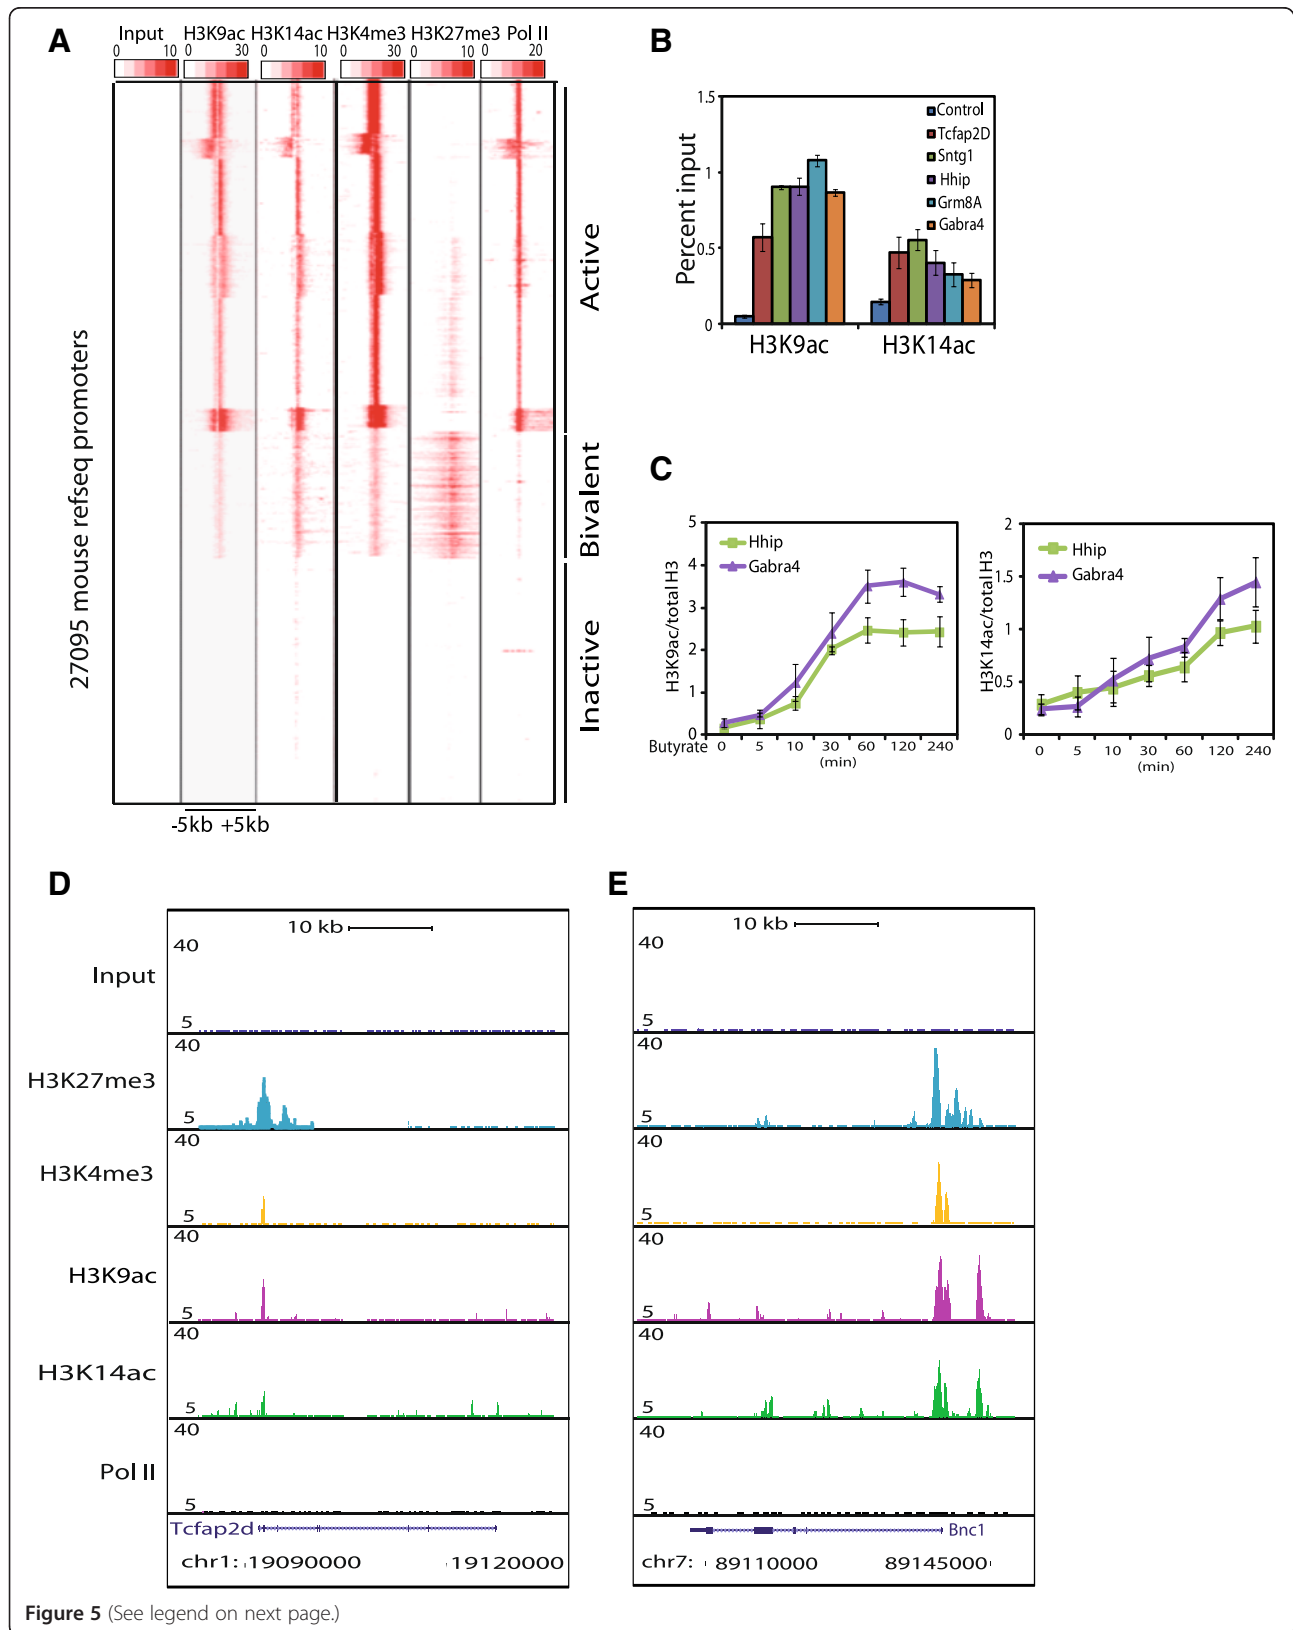 A
Input H3K9ac H3K14ac H3K4me3 H3K27me3 Pol II
0 10 0 30 0 10 0 30 0 10 0 20
27095 mouse refseq promoters
Active
Bivalent
Inactive
-5kb +5kb
B
Percent input
1.5
1
0.5
0
Control
Tcfap2D
Sntg1
Hhip
Grm8A
Gabra4
H3K9ac H3K14ac
C
H3K9ac/total H3
5
4
3
2
1
0
Hhip
Gabra4
Butyrate 0 5 10 30 60 120 240
(min)
H3K14ac/total H3
2
1.5
1
0.5
0
Hhip
Gabra4
0 5 10 30 60 120 240
(min)
D
10 kb
Input
40
5
H3K27me3
40
5
H3K4me3
40
5
H3K9ac
40
5
H3K14ac
40
5
Pol II
40
5
Tcfap2d
chr1: 19090000 19120000
E
10 kb
40
5
40
5
40
5
40
5
40
5
40
5
Bnc1
chr7: 89110000 89145000
Figure 5 (See legend on next page.)